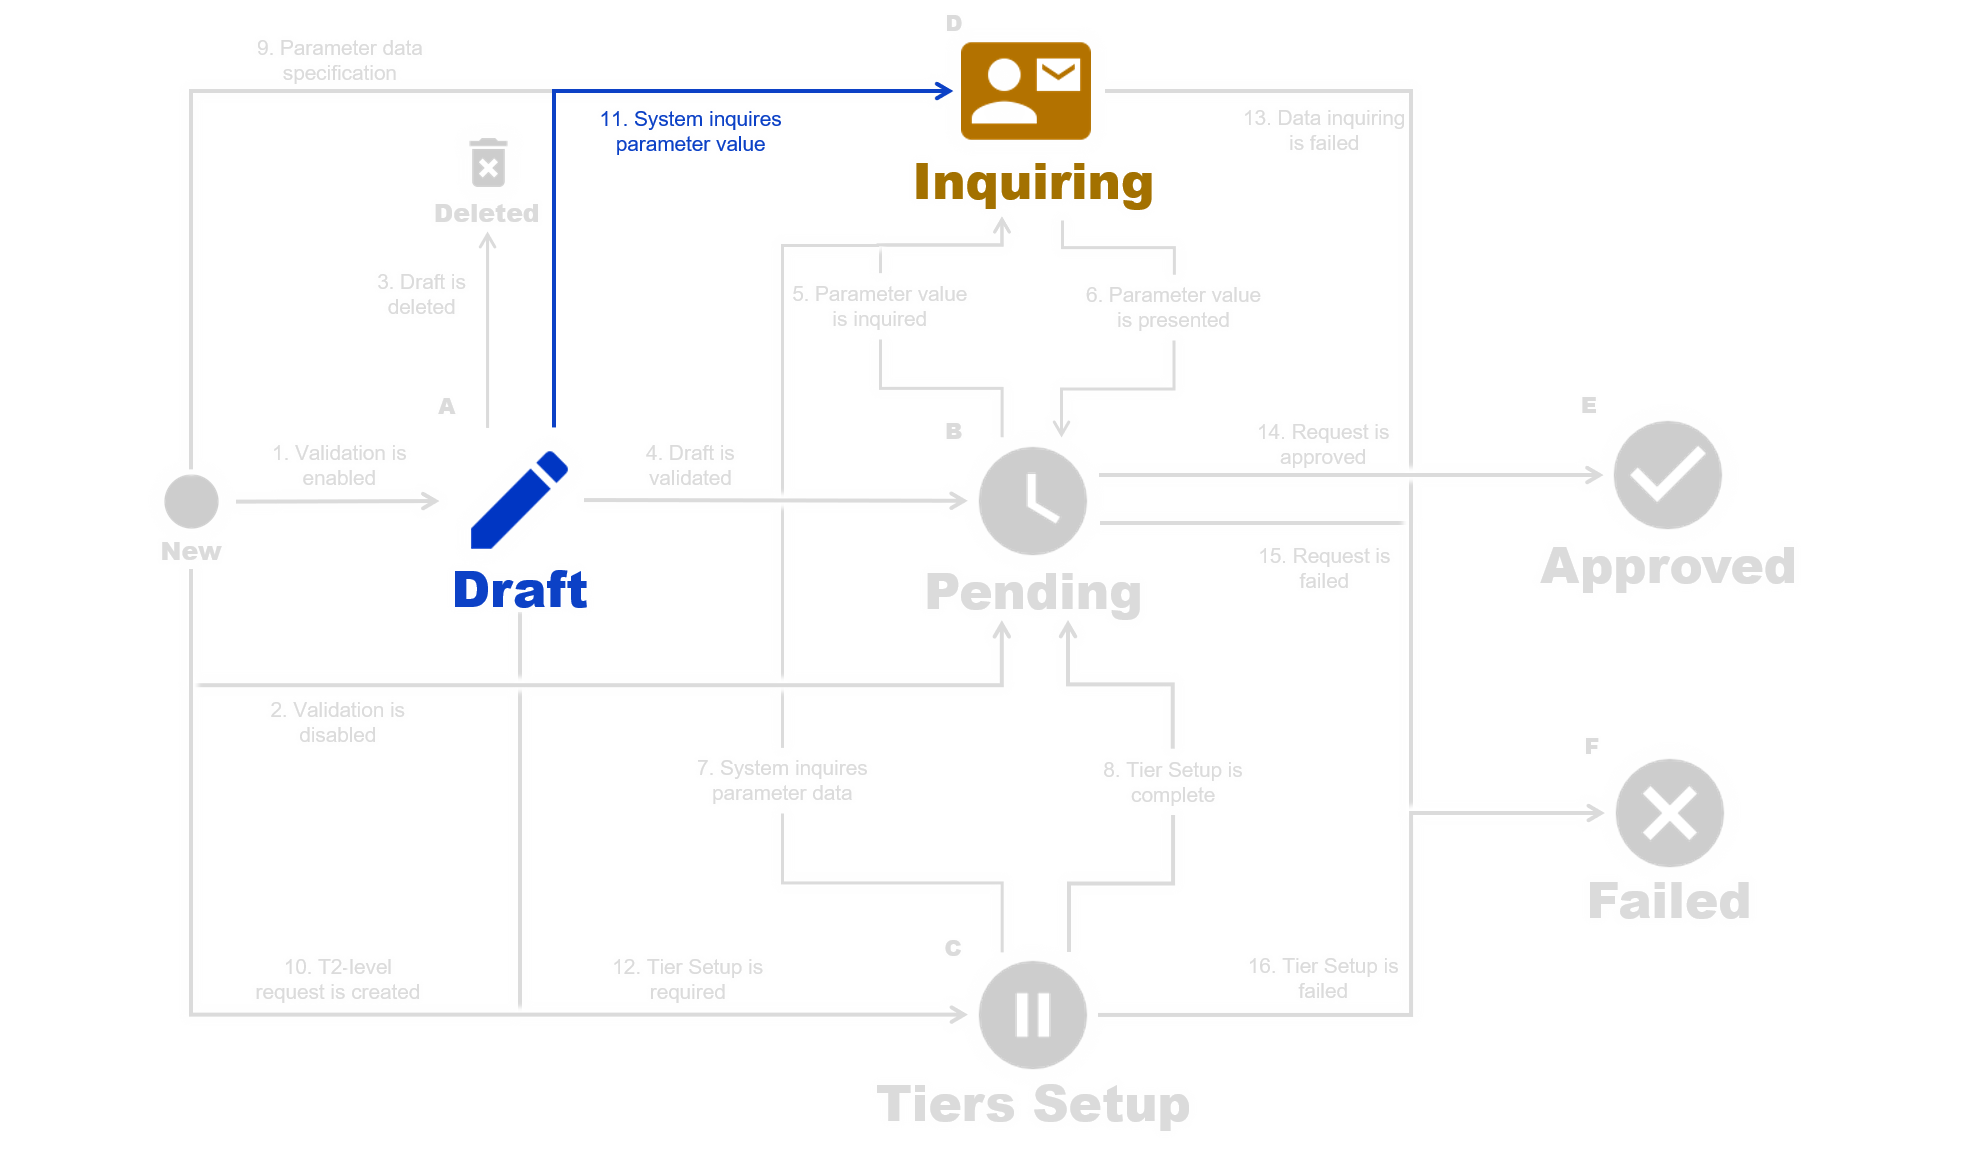 D
9. Parameter data
specification
11. System inquires
parameter value
13. Data inquiring
is failed
Inquiring
Deleted
3. Draft is
deleted
5. Parameter value
is inquired
6. Parameter value
is presented
A
B
E
1. Validation is
enabled
4. Draft is
validated
14. Request is
approved
New
Draft
Pending
15. Request is
failed
Approved
2. Validation is
disabled
7. System inquires
parameter data
8. Tier Setup is
complete
F
Failed
C
10. T2-level
request is created
12. Tier Setup is
required
16. Tier Setup is
failed
Tiers Setup